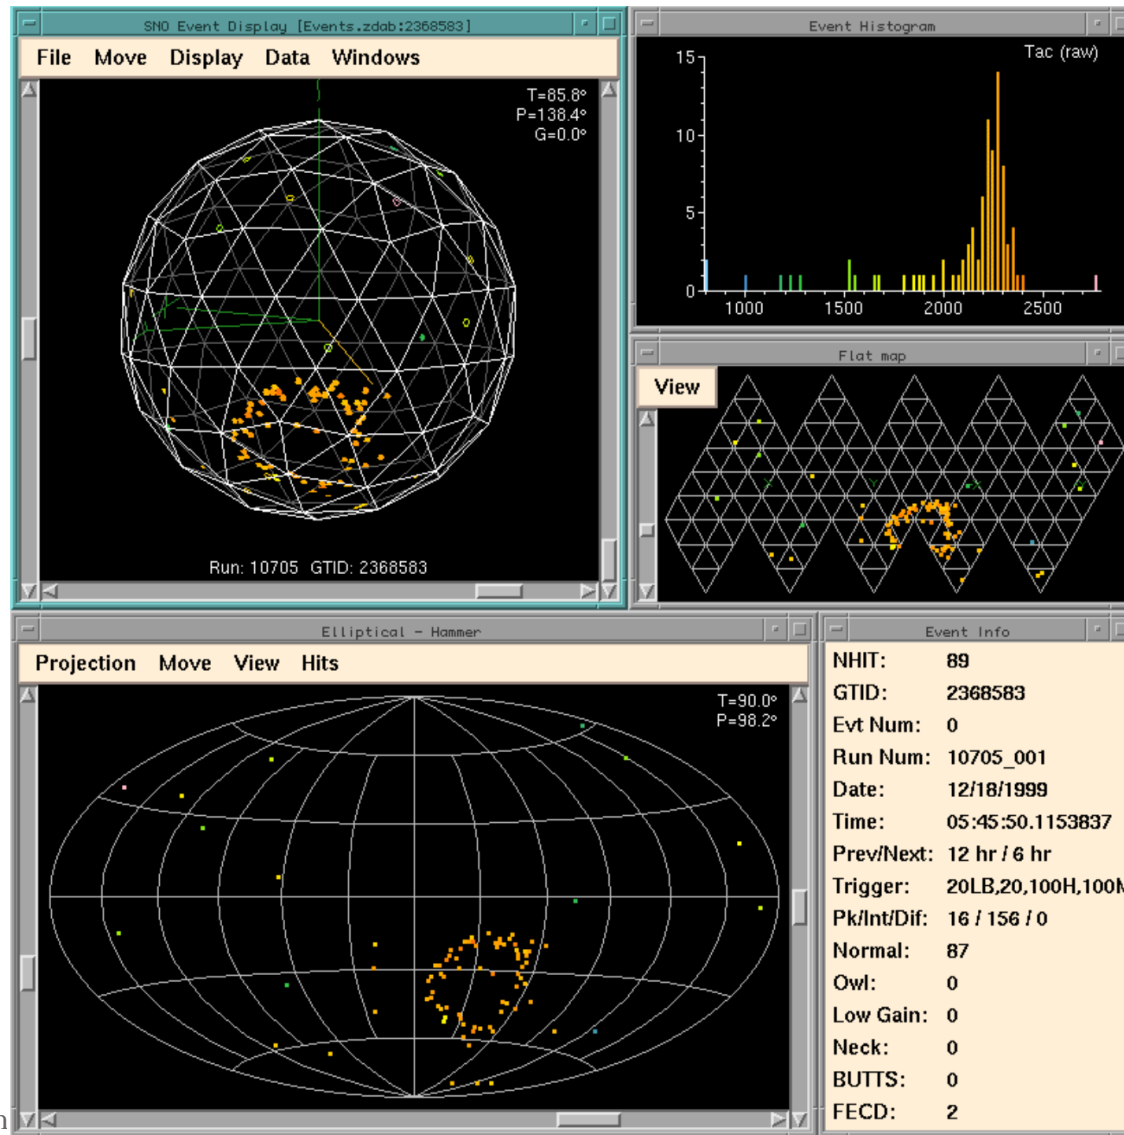 SNO Event Display [Events.zdab:2368583]
File Move Display Data Windows
T=85.8°
P=138.4°
G=0.0°
Run: 10705 GTID: 2368583
Event Histogram
Tac (raw)
15
10
5
0
1000 1500 2000 2500
Flat map
View
X Y -X -Y
Elliptical - Hammer
Projection Move View Hits
T=90.0°
P=98.2°
Event Info
NHIT: 89
GTID: 2368583
Evt Num: 0
Run Num: 10705_001
Date: 12/18/1999
Time: 05:45:50.1153837
Prev/Next: 12 hr / 6 hr
Trigger: 20LB,20,100H,100M
Pk/Int/Dif: 16 / 156 / 0
Normal: 87
Owl: 0
Low Gain: 0
Neck: 0
BUTTS: 0
FECD: 2